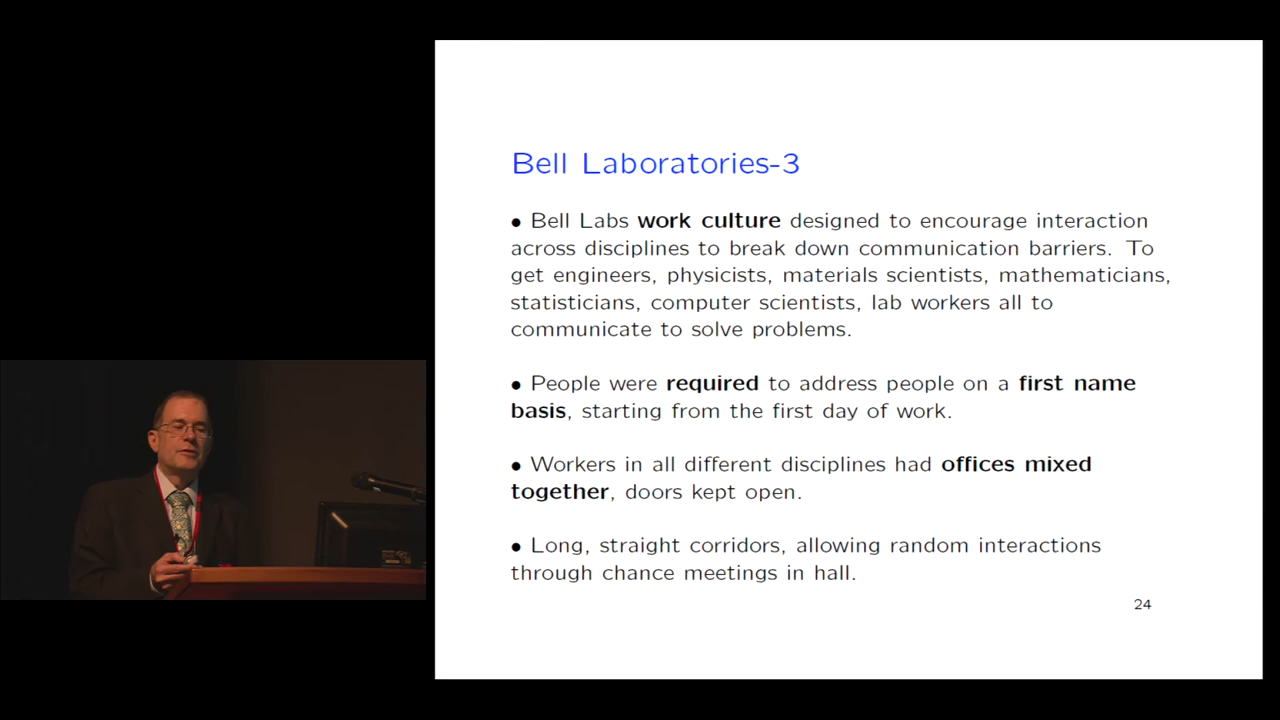 Bell Laboratories-3
• Bell Labs work culture designed to encourage interaction
across disciplines to break down communication barriers. To
get engineers, physicists, materials scientists, mathematicians,
statisticians, computer scientists, lab workers all to
communicate to solve problems.
• People were required to address people on a first name
basis, starting from the first day of work.
• Workers in all different disciplines had offices mixed
together, doors kept open.
• Long, straight corridors, allowing random interactions
through chance meetings in hall.
24